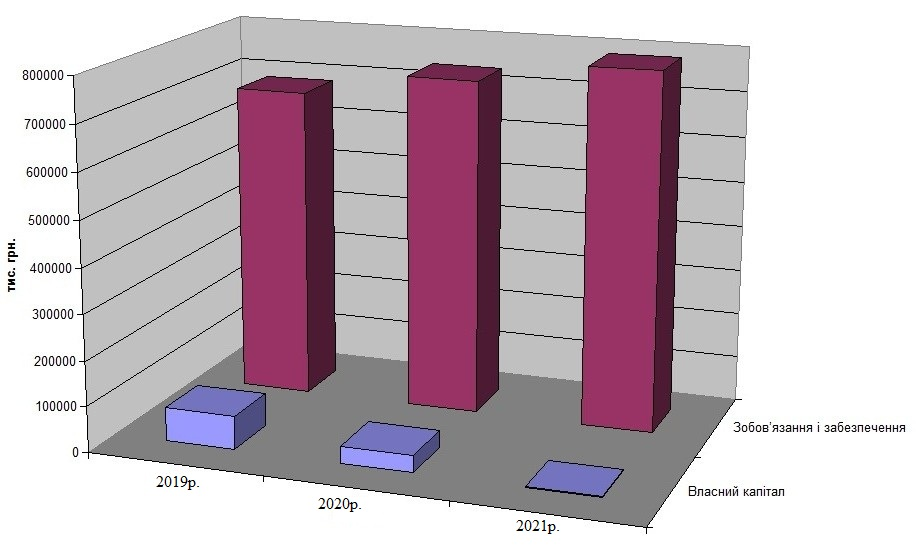 800000
700000
600000
500000
400000
300000
200000
100000
0
тис. грн.
2019р.
2020р.
2021р.
Зобов'язання і забезпечення
Власний капітал